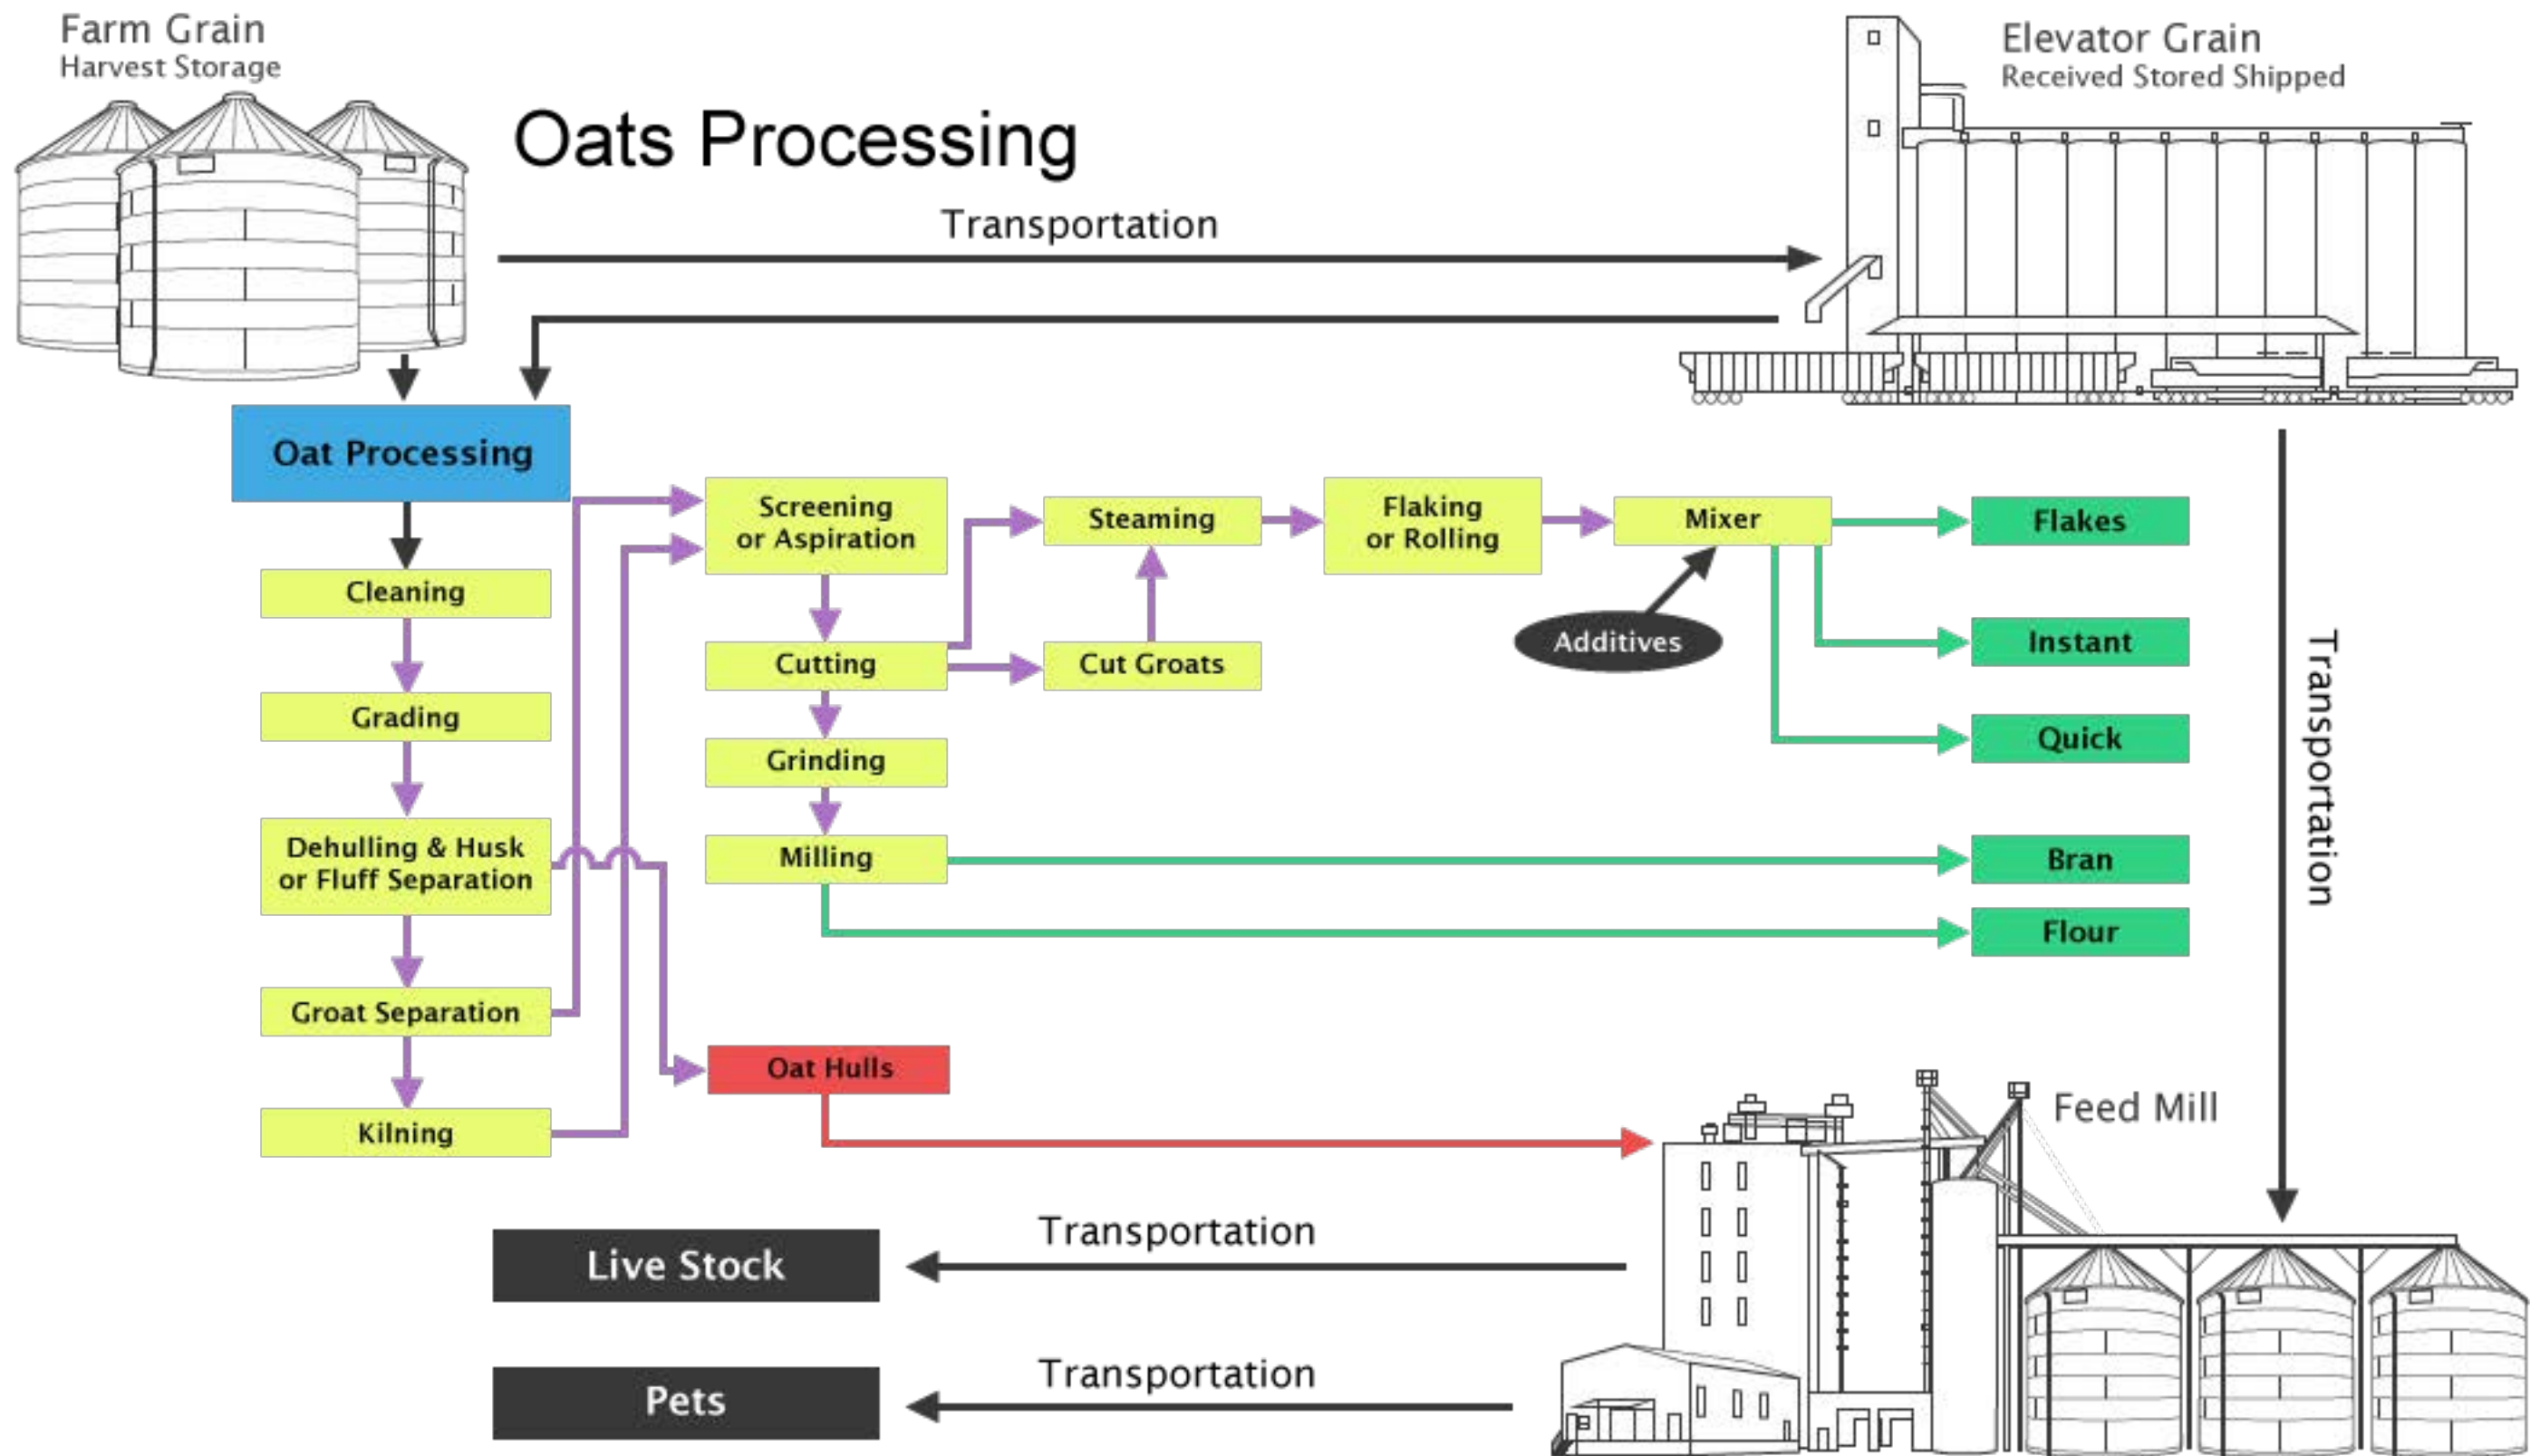 Farm Grain
Harvest Storage
Elevator Grain
Received Stored Shipped
Oats Processing
Transportation
Oat Processing
Cleaning
Grading
Dehulling & Husk
or Fluff Separation
Groat Separation
Kilning
Screening
or Aspiration
Cutting
Grinding
Milling
Steaming
Cut Groats
Flaking
or Rolling
Mixer
Additives
Flakes
Instant
Quick
Bran
Flour
Transportation
Oat Hulls
Feed Mill
Transportation
Live Stock
Transportation
Pets